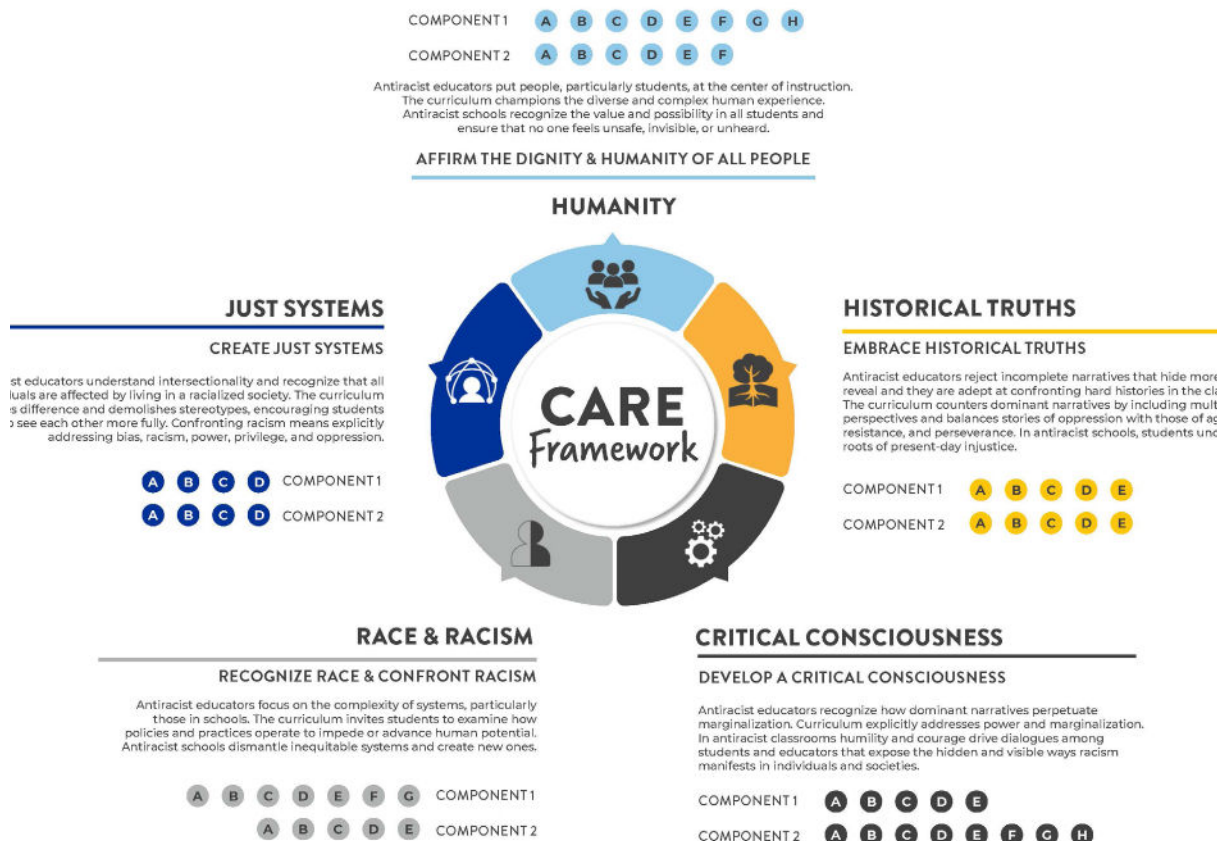 COMPONENT 1 A B C D E F G H
COMPONENT 2 A B C D E F
Antiracist educators put people, particularly students, at the center of instruction.
The curriculum champions the diverse and complex human experience.
Antiracist schools recognize the value and possibility in all students and
ensure that no one feels unsafe, invisible, or unheard.
AFFIRM THE DIGNITY & HUMANITY OF ALL PEOPLE
HUMANITY
JUST SYSTEMS
CREATE JUST SYSTEMS
st educators understand intersectionality and recognize that all
uals are affected by living in a racialized society. The curriculum
s difference and demolishes stereotypes, encouraging students
o see each other more fully. Confronting racism means explicitly
addressing bias, racism, power, privilege, and oppression.
A B C D COMPONENT 1
A B C D COMPONENT 2
CARE
Framework
HISTORICAL TRUTHS
EMBRACE HISTORICAL TRUTHS
Antiracist educators reject incomplete narratives that hide more
reveal and they are adept at confronting hard histories in the cla
The curriculum counters dominant narratives by including mult
perspectives and balances stories of oppression with those of ag
resistance, and perseverance. In antiracist schools, students und
roots of present-day injustice.
COMPONENT 1 A B C D E
COMPONENT 2 A B C D E
RACE & RACISM
RECOGNIZE RACE & CONFRONT RACISM
Antiracist educators focus on the complexity of systems, particularly
those in schools. The curriculum invites students to examine how
policies and practices operate to impede or advance human potential.
Antiracist schools dismantle inequitable systems and create new ones.
A B C D E F G COMPONENT 1
A B C D E COMPONENT 2
CRITICAL CONSCIOUSNESS
DEVELOP A CRITICAL CONSCIOUSNESS
Antiracist educators recognize how dominant narratives perpetuate
marginalization. Curriculum explicitly addresses power and marginalization.
In antiracist classrooms humility and courage drive dialogues among
students and educators that expose the hidden and visible ways racism
manifests in individuals and societies.
COMPONENT 1 A B C D E
COMPONENT 2 A B C D E F G H